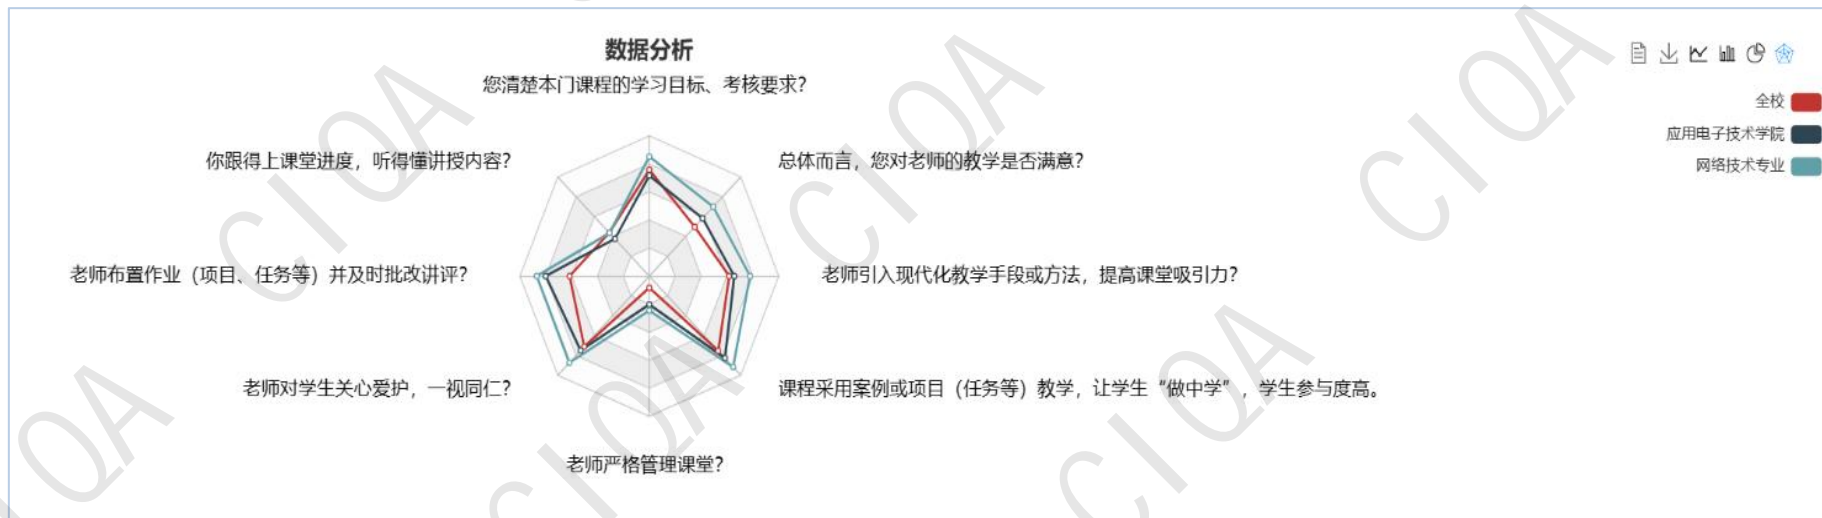 数据分析
您清楚本门课程的学习目标、考核要求？
全校
应用电子技术学院
网络技术专业
你跟得上课堂进度，听得懂讲授内容？
总体而言，您对老师的教学是否满意？
老师布置作业（项目、任务等）并及时批改讲评？
老师引入现代化教学手段或方法，提高课堂吸引力？
老师对学生关心爱护，一视同仁？
课程采用案例或项目（任务等）教学，让学生“做中学”，学生参与度高。
老师严格管理课堂？
CIQA
CIQA
CIQA
CIQA
CIQA
CIQA